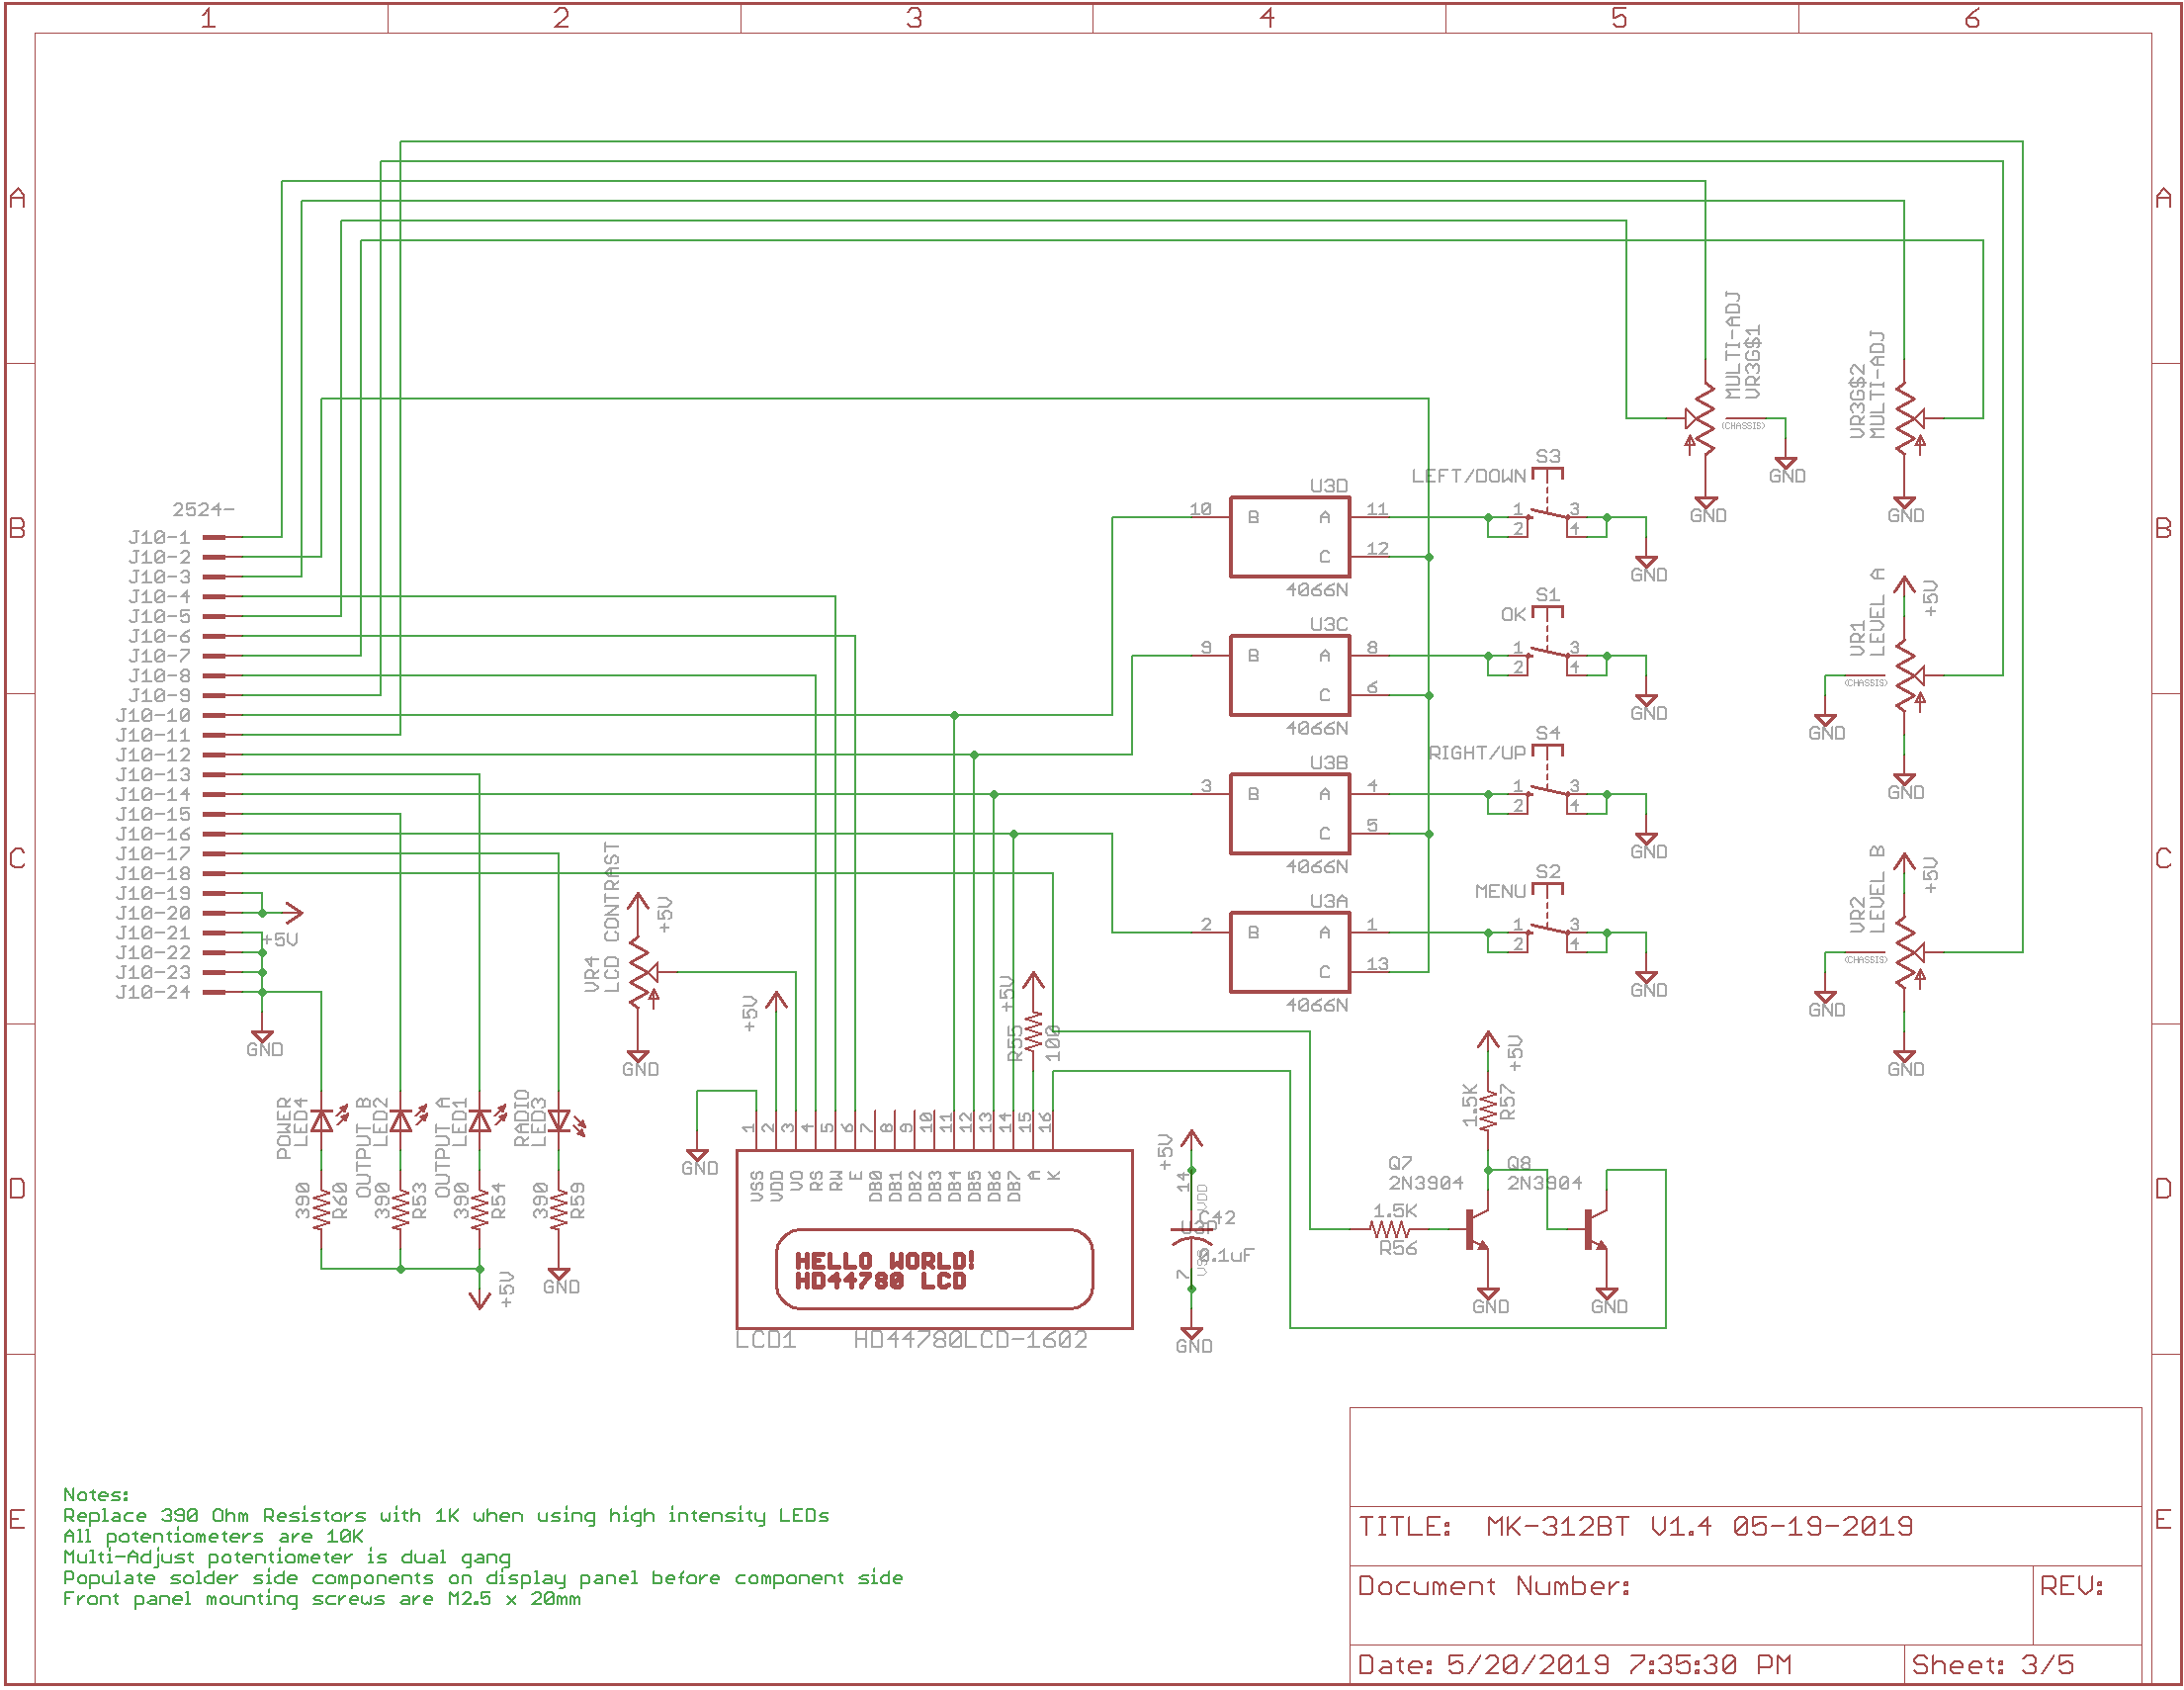 1 2 3 4 5 6
A A
B B
C C
D D
E E
2524-
J10-1
J10-2
J10-3
J10-4
J10-5
J10-6
J10-7
J10-8
J10-9
J10-10
J10-11
J10-12
J10-13
J10-14
J10-15
J10-16
J10-17
J10-18
J10-19
J10-20
J10-21
J10-22
J10-23
J10-24
+5V
GND
POWER
LED4
OUTPUT B
LED2
OUTPUT A
LED1
RADIO
LED3
390
R60
390
R53
390
R54
390
R59
+5V
GND
VR4
LCD CONTRAST
+5V
GND
+5V
GND
+5V
R55
100
1 2 3 4 5 6 7 8 9 10 11 12 13 14 15 16
VSS VDD VO RS RW E DB0 DB1 DB2 DB3 DB4 DB5 DB6 DB7 A K
HELLO WORLD!
HD44780 LCD
LCD1 HD44780LCD-1602
+5V
14
VDD
C42
U3P
0.1uF
VSS
7
GND
U3D
10 B A 11
C 12
4066N
U3C
9 B A 8
C 6
4066N
U3B
3 B A 4
C 5
4066N
U3A
2 B A 1
C 13
4066N
S3
LEFT/DOWN
1 3
2 4
GND
S1
OK
1 3
2 4
GND
S4
RIGHT/UP
1 3
2 4
GND
S2
MENU
1 3
2 4
GND
MULTI-ADJ
VR3G$1
(CHASSIS)
GND
GND
VR3G$2
MULTI-ADJ
GND
VR1
LEVEL A
+5V
(CHASSIS)
GND
GND
VR2
LEVEL B
+5V
(CHASSIS)
GND
GND
+5V
1.5K
R57
Q7
2N3904
Q8
2N3904
1.5K
R56
GND
GND
Notes:
Replace 390 Ohm Resistors with 1K when using high intensity LEDs
All potentiometers are 10K
Multi-Adjust potentiometer is dual gang
Populate solder side components on display panel before component side
Front panel mounting screws are M2.5 x 20mm
TITLE: MK-312BT V1.4 05-19-2019
Document Number:
REV:
Date: 5/20/2019 7:35:30 PM
Sheet: 3/5